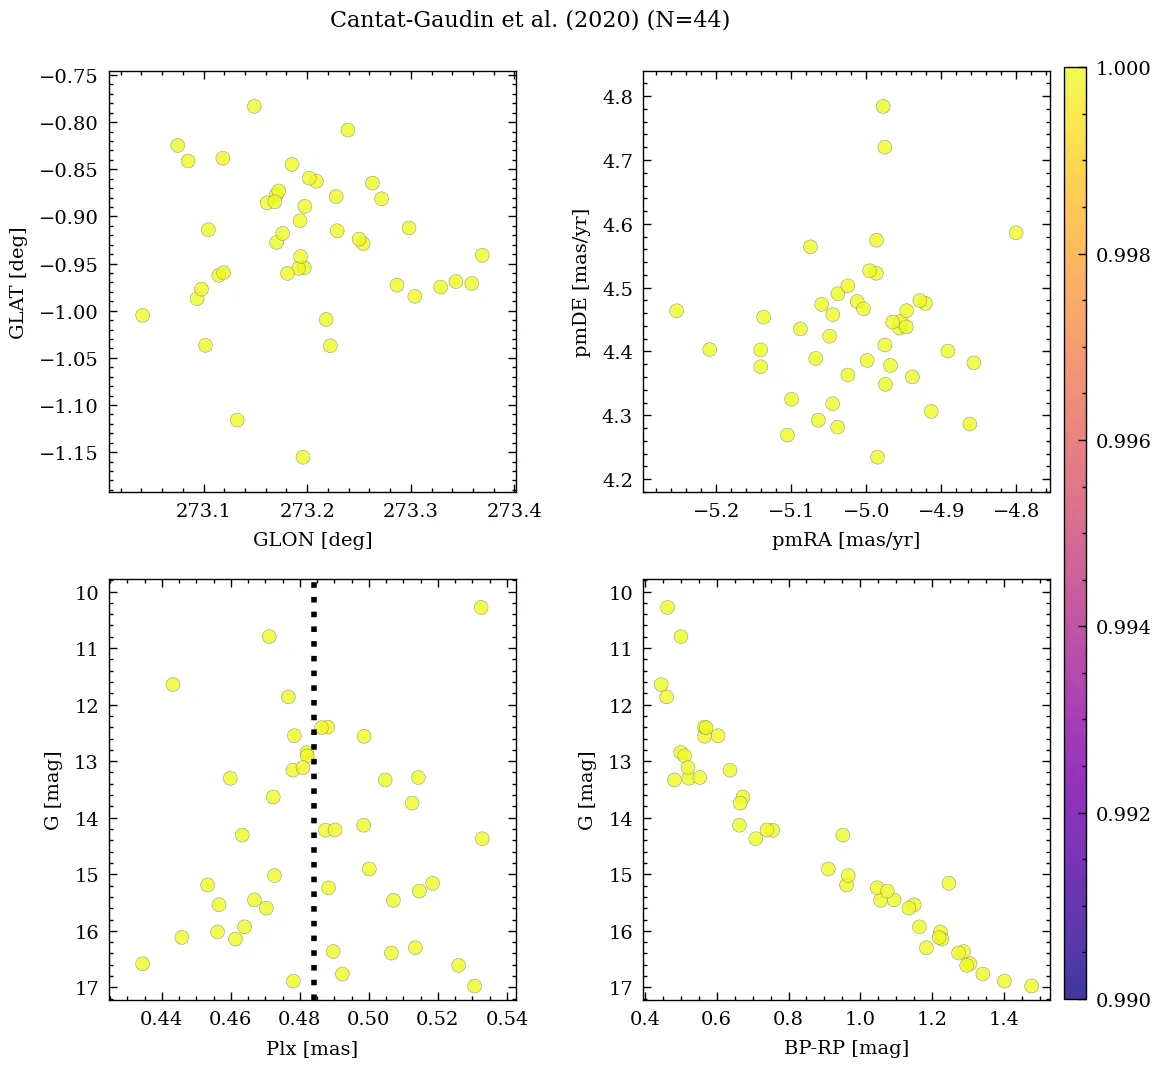 Cantat-Gaudin et al. (2020) (N=44)
−0.75
−0.80
−0.85
−0.90
−0.95
−1.00
−1.05
−1.10
−1.15
GLAT [deg]
273.1 273.2 273.3 273.4
GLON [deg]
4.8
4.7
4.6
4.5
4.4
4.3
4.2
pmDE [mas/yr]
−5.2 −5.1 −5.0 −4.9 −4.8
pmRA [mas/yr]
10
11
12
13
14
15
16
17
G [mag]
0.44 0.46 0.48 0.50 0.52 0.54
Plx [mas]
10
11
12
13
14
15
16
17
G [mag]
0.4 0.6 0.8 1.0 1.2 1.4
BP-RP [mag]
1.000
0.998
0.996
0.994
0.992
0.990